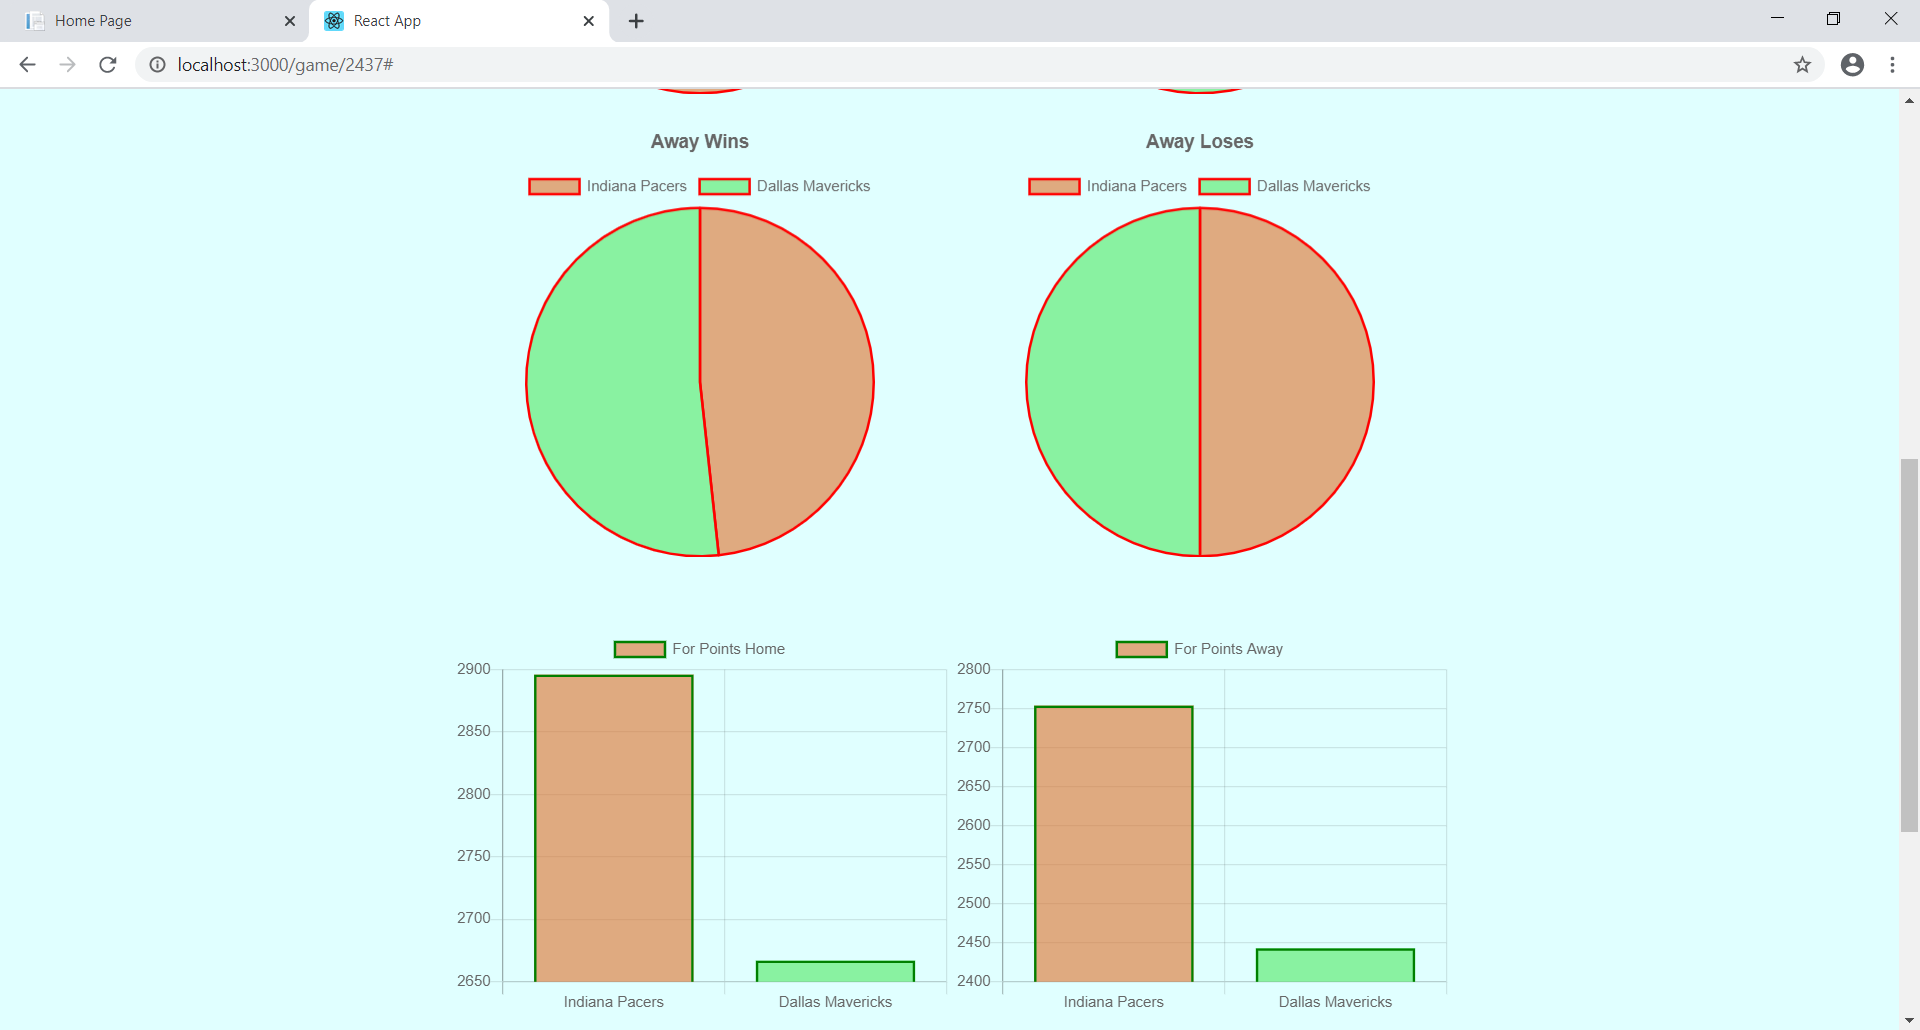 Home Page
React App
localhost:3000/game/2437#
Away Wins
Indiana Pacers
Dallas Mavericks
Away Loses
Indiana Pacers
Dallas Mavericks
For Points Home
2900
2850
2800
2750
2700
2650
Indiana Pacers
Dallas Mavericks
For Points Away
2800
2750
2700
2650
2600
2550
2500
2450
2400
Indiana Pacers
Dallas Mavericks